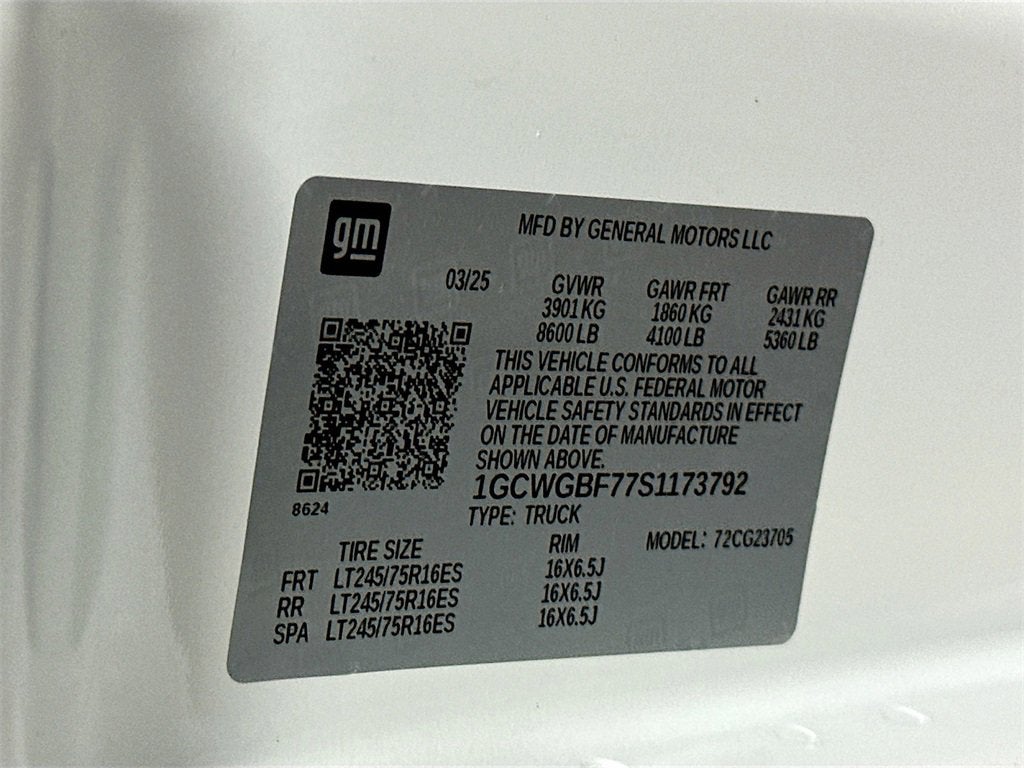 gm
MFD BY GENERAL MOTORS LLC
03/25 GVWR GAWR FRT GAWR RR
3901 KG 1860 KG 2431 KG
8600 LB 4100 LB 5360 LB
THIS VEHICLE CONFORMS TO ALL
APPLICABLE U.S. FEDERAL MOTOR
VEHICLE SAFETY STANDARDS IN EFFECT
ON THE DATE OF MANUFACTURE
SHOWN ABOVE.
1GCWGBF77S1173792
8624
TYPE: TRUCK
MODEL: 72CG23705
TIRE SIZE RIM
FRT LT245/75R16ES 16X6.5J
RR LT245/75R16ES 16X6.5J
SPA LT245/75R16ES 16X6.5J